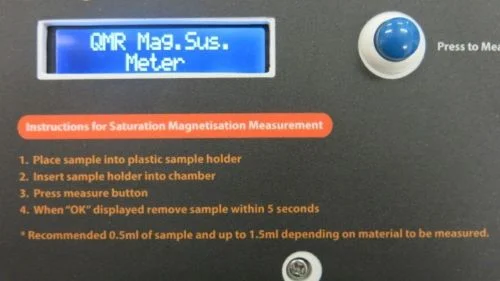 QMR Mag.Sus.
Meter
Press to
Instructions for Saturation Magnetisation Measurement
1. Place sample into plastic sample holder
2. Insert sample holder into chamber
3. Press measure button
4. When "OK" displayed remove sample within 5 seconds
* Recommended 0.5ml of sample and up to 1.5ml depending on material to be measured.